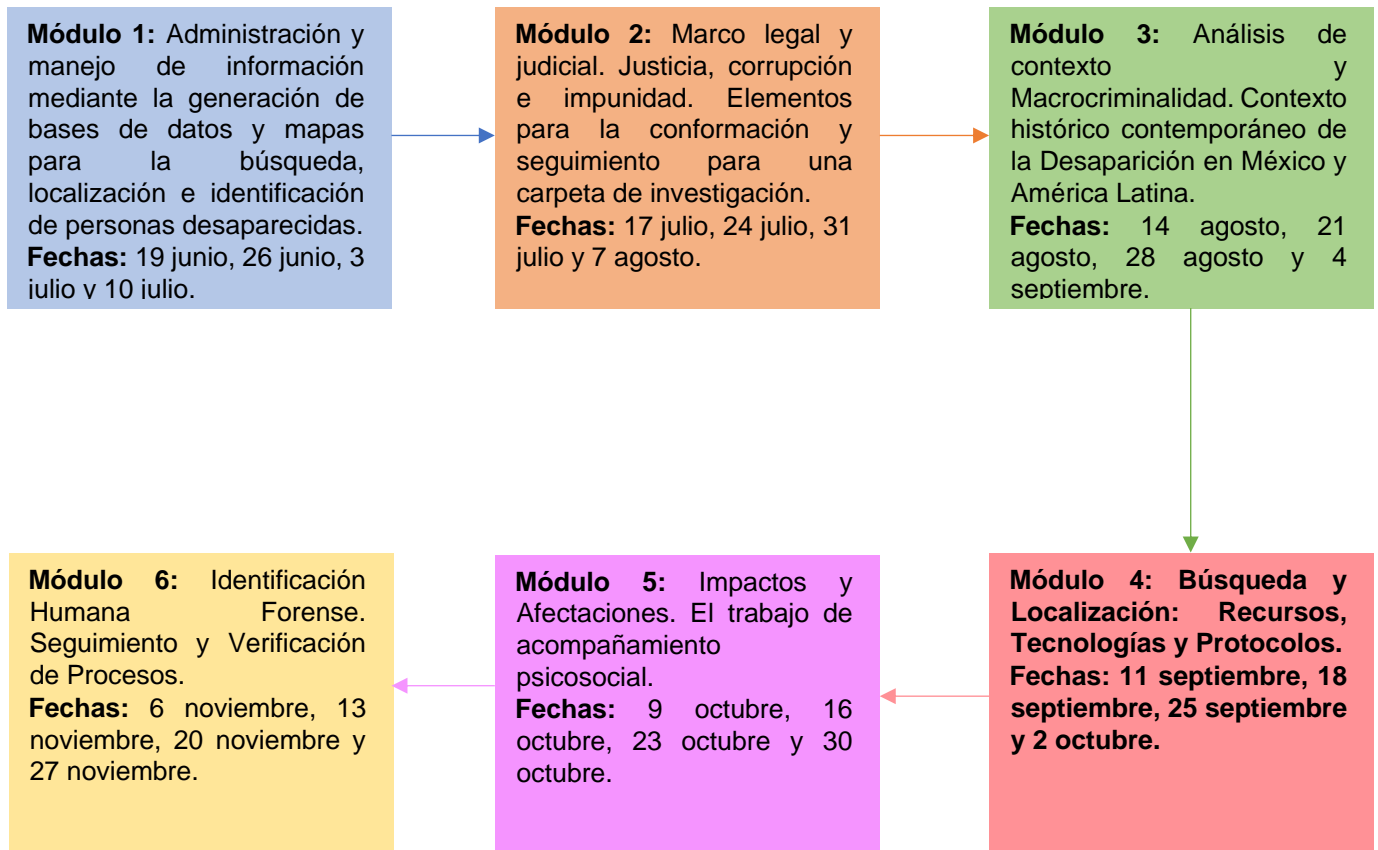 Módulo 1: Administración y
manejo de información
mediante la generación de
bases de datos y mapas
para la búsqueda,
localización e identificación
de personas desaparecidas.
Fechas: 19 junio, 26 junio, 3
julio y 10 julio.
Módulo 2: Marco legal y
judicial. Justicia, corrupción
e impunidad. Elementos
para la conformación y
seguimiento para una
carpeta de investigación.
Fechas: 17 julio, 24 julio, 31
julio y 7 agosto.
Módulo 3: Análisis de
contexto y
Macrocriminalidad. Contexto
histórico contemporáneo de
la Desaparición en México y
América Latina.
Fechas: 14 agosto, 21
agosto, 28 agosto y 4
septiembre.
Módulo 4: Búsqueda y
Localización: Recursos,
Tecnologías y Protocolos.
Fechas: 11 septiembre, 18
septiembre, 25 septiembre
y 2 octubre.
Módulo 5: Impactos y
Afectaciones. El trabajo de
acompañamiento
psicosocial.
Fechas: 9 octubre, 16
octubre, 23 octubre y 30
octubre.
Módulo 6: Identificación
Humana Forense.
Seguimiento y Verificación
de Procesos.
Fechas: 6 noviembre, 13
noviembre, 20 noviembre y
27 noviembre.